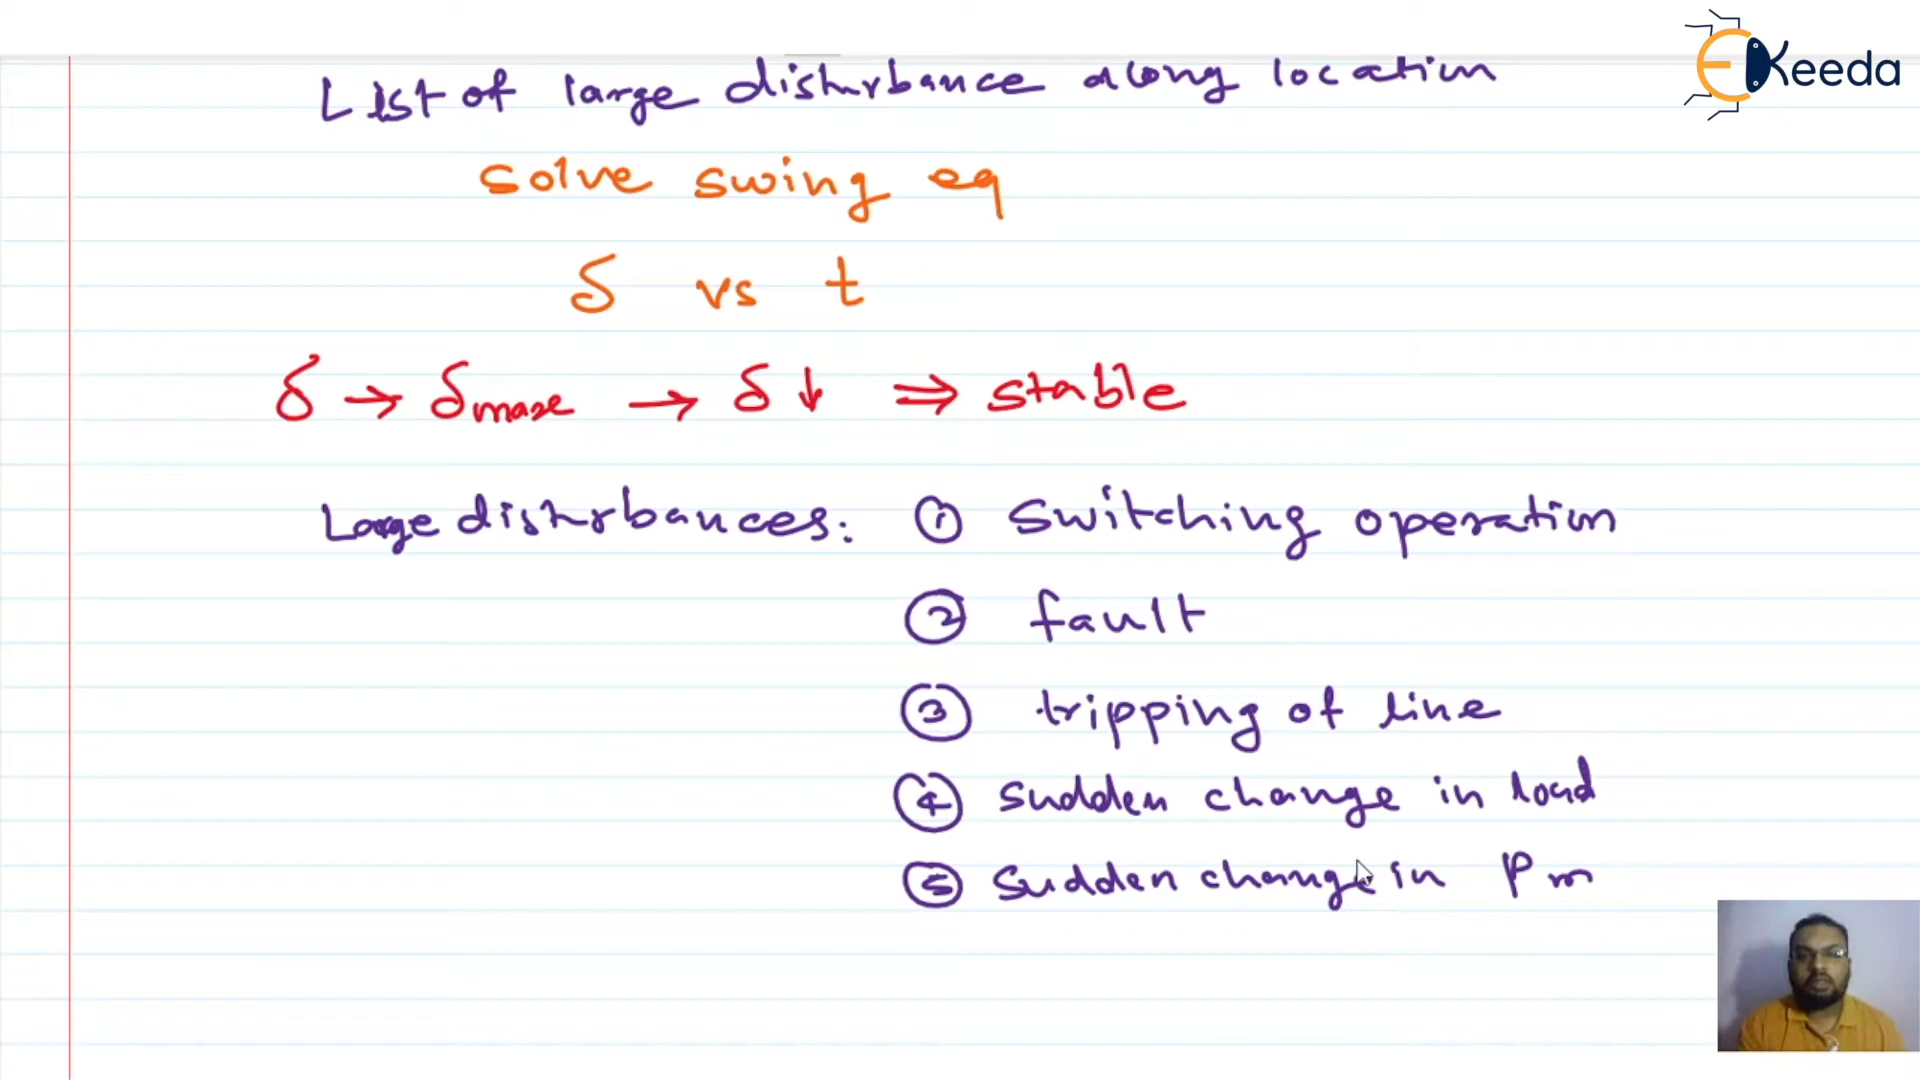 EKeeda
List of large disturbance along location
solve swing eq
δ vs t
δ → δmax → δ ↓ ⇒ stable
Large disturbances: ① switching operation
② fault
③ tripping of line
④ sudden change in load
⑤ sudden change in Pm